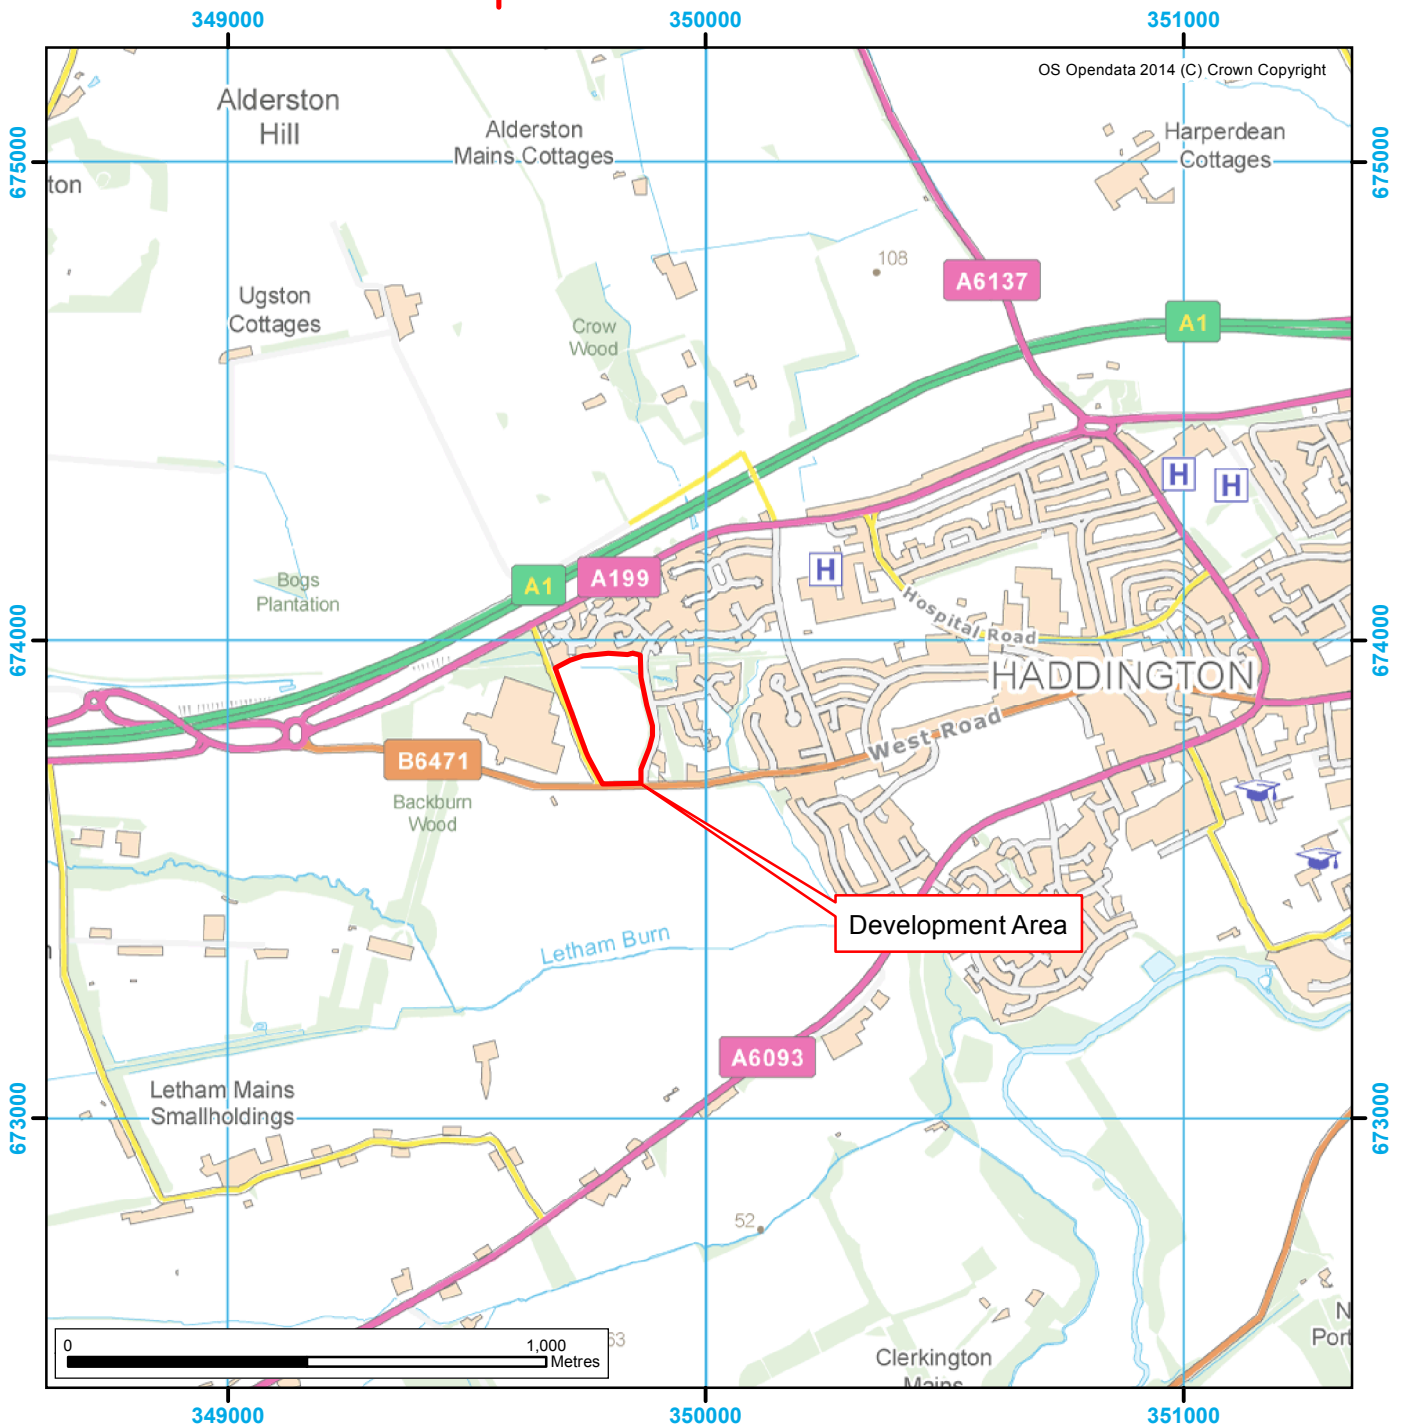 349000
350000
351000
OS Opendata 2014 (C) Crown Copyright
Alderston
Hill
Alderston
Mains Cottages
Harperdean
Cottages
675000
675000
ton
108
A6137
Ugston
Cottages
Crow
Wood
A1
H
H
H
A1
A199
Bogs
Plantation
Hospital Road
674000
674000
HADDINGTON
West Road
B6471
Backburn
Wood
Development Area
Letham Burn
A6093
Letham Mains
Smallholdings
673000
673000
52
63
N
Port
Clerkington
Mains
0
1,000
Metres
349000
350000
351000